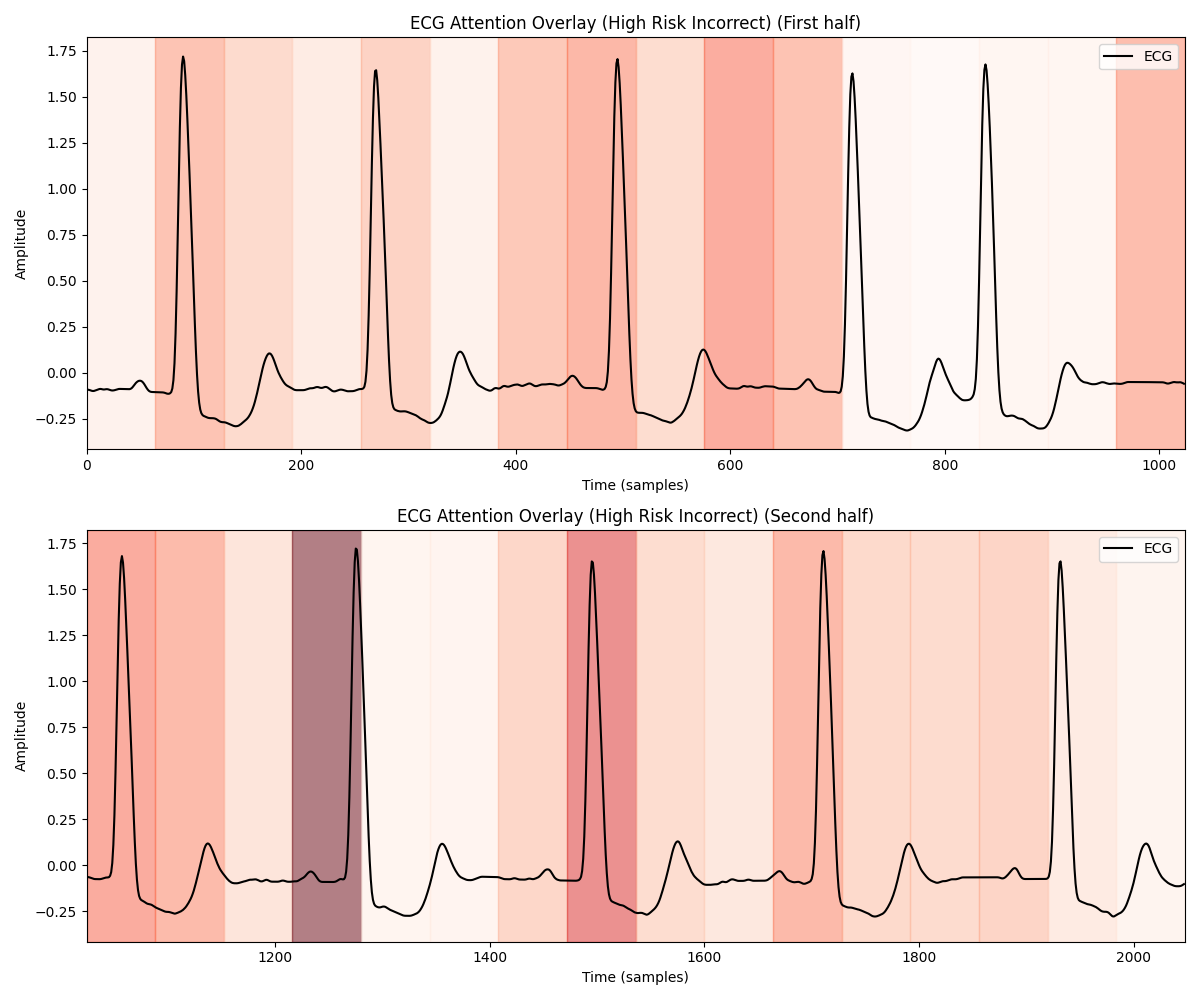 ECG Attention Overlay (High Risk Incorrect) (First half)
1.75
1.50
1.25
1.00
0.75
0.50
0.25
0.00
−0.25
Amplitude
ECG
0 200 400 600 800 1000
Time (samples)
ECG Attention Overlay (High Risk Incorrect) (Second half)
1.75
1.50
1.25
1.00
0.75
0.50
0.25
0.00
−0.25
Amplitude
ECG
1200 1400 1600 1800 2000
Time (samples)